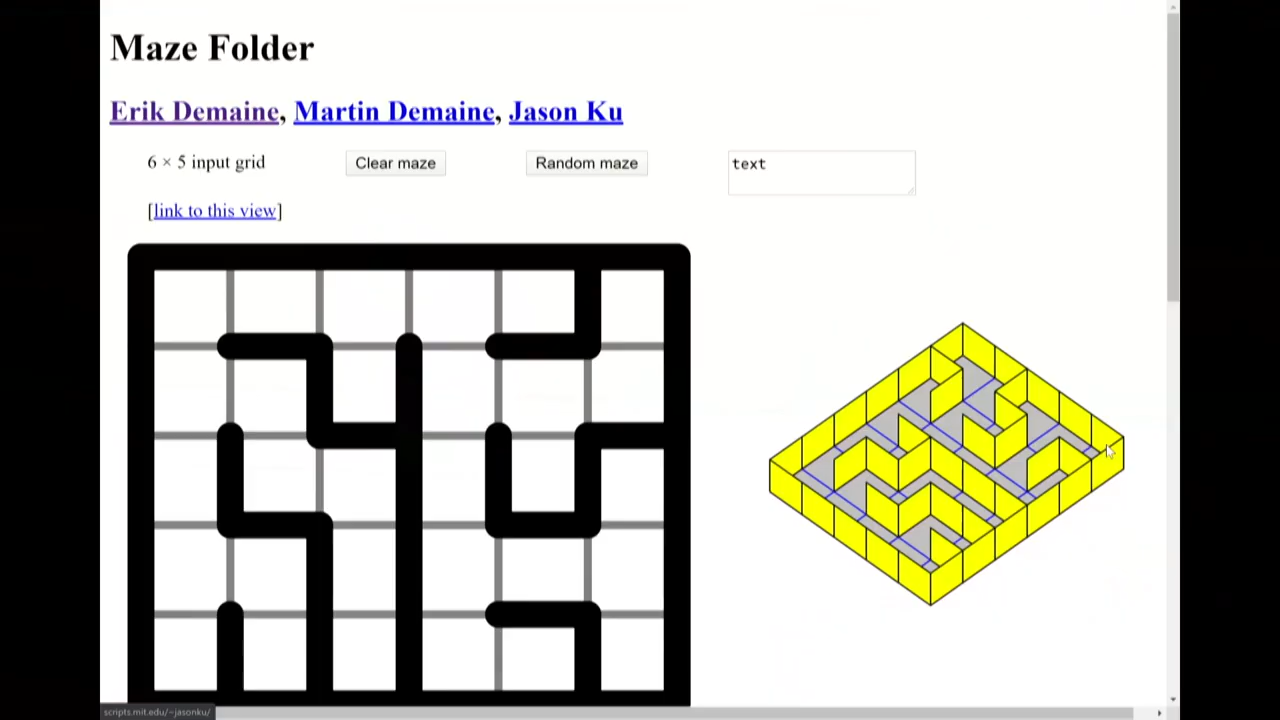 Maze Folder
Erik Demaine, Martin Demaine, Jason Ku
6 × 5 input grid
Clear maze
Random maze
text
[link to this view]
scripts.mit.edu/~jasonku/